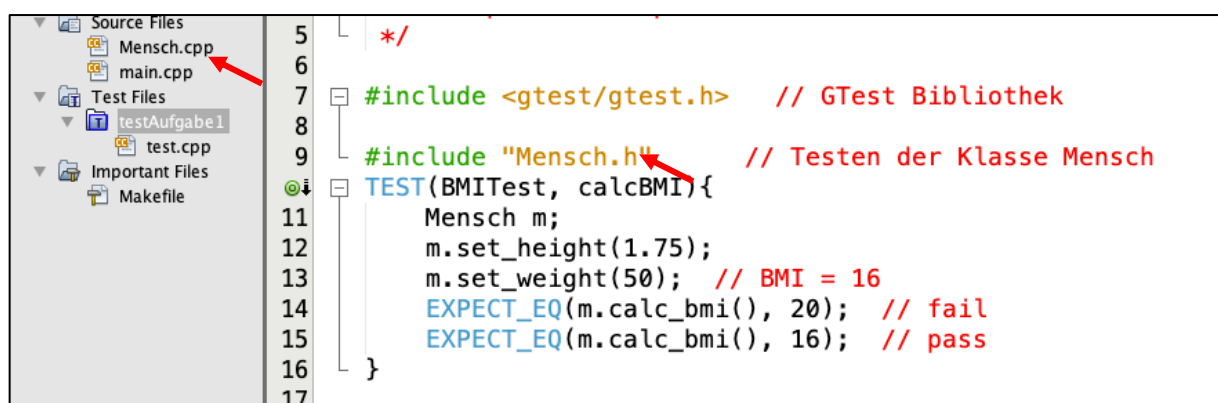 Source Files
Mensch.cpp
main.cpp
Test Files
testAufgabe1
test.cpp
Important Files
Makefile
5 */
6
7 #include <gtest/gtest.h> // GTest Bibliothek
8
9 #include "Mensch.h" // Testen der Klasse Mensch
TEST(BMITest, calcBMI){
11 Mensch m;
12 m.set_height(1.75);
13 m.set_weight(50); // BMI = 16
14 EXPECT_EQ(m.calc_bmi(), 20); // fail
15 EXPECT_EQ(m.calc_bmi(), 16); // pass
16 }
17